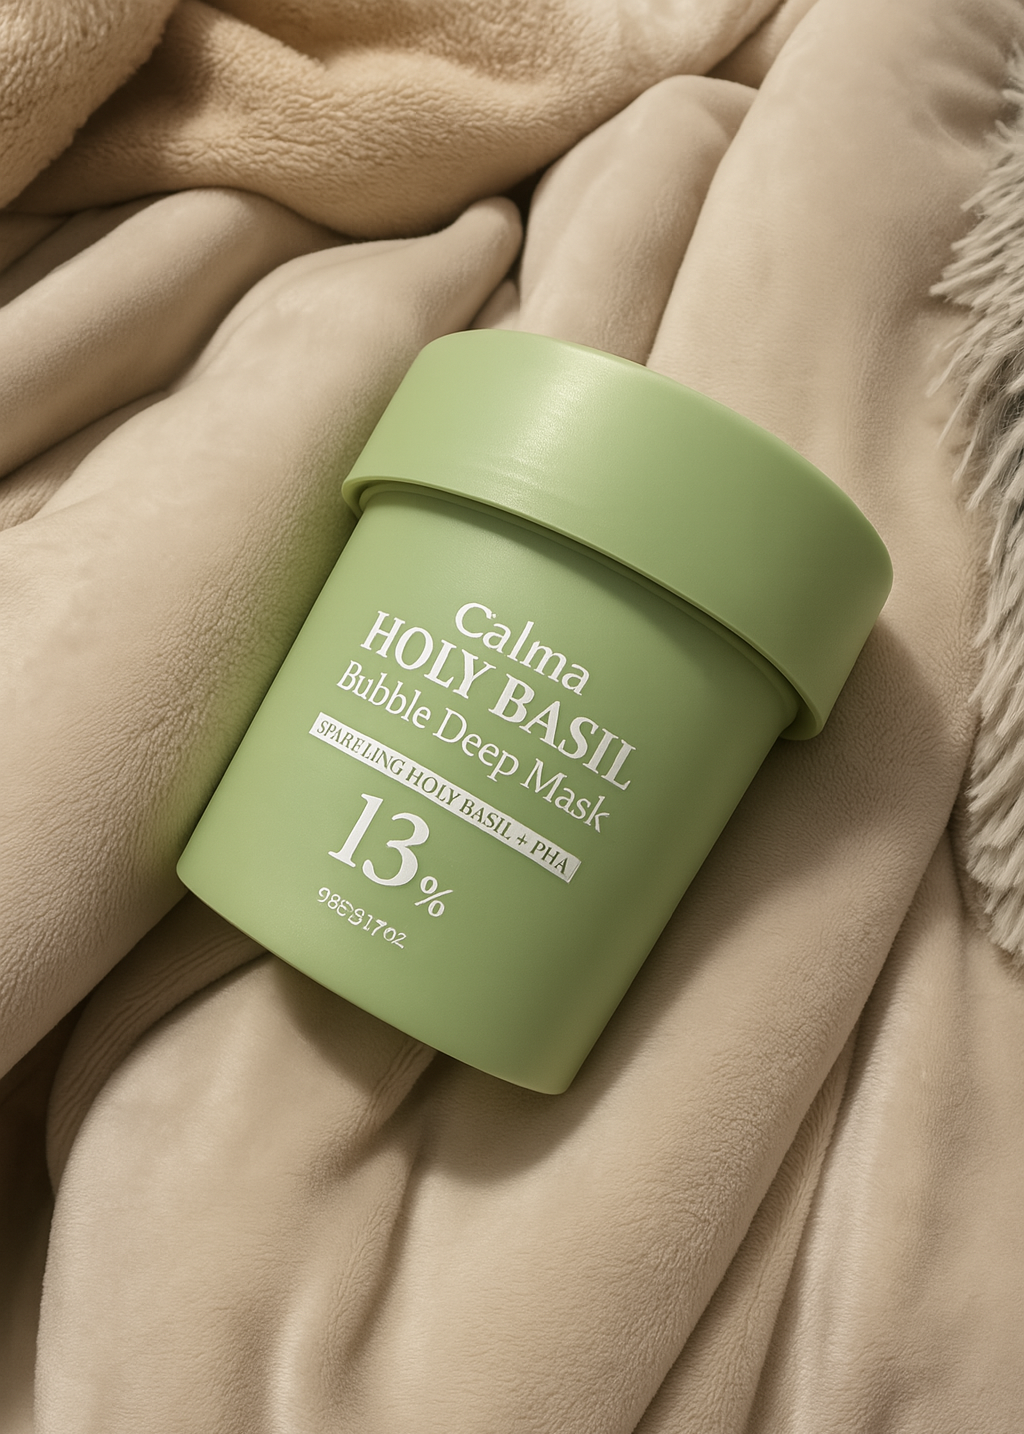 Calma
HOLY BASIL
Bubble Deep Mask
SPARELING HOLY BASIL + PHA
13%